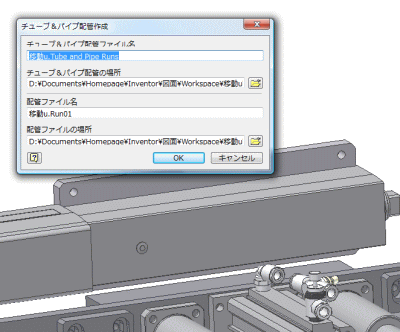 チューブ＆パイプ配管作成
チューブ＆パイプ配管ファイル名
移動u.Tube and Pipe Runs
チューブ＆パイプ配管の場所
D:¥Documents¥Homepage¥Inventor¥図面¥Workspace¥移動u
配管ファイル名
移動u.Run01
配管ファイルの場所
D:¥Documents¥Homepage¥Inventor¥図面¥Workspace¥移動u
OK キャンセル